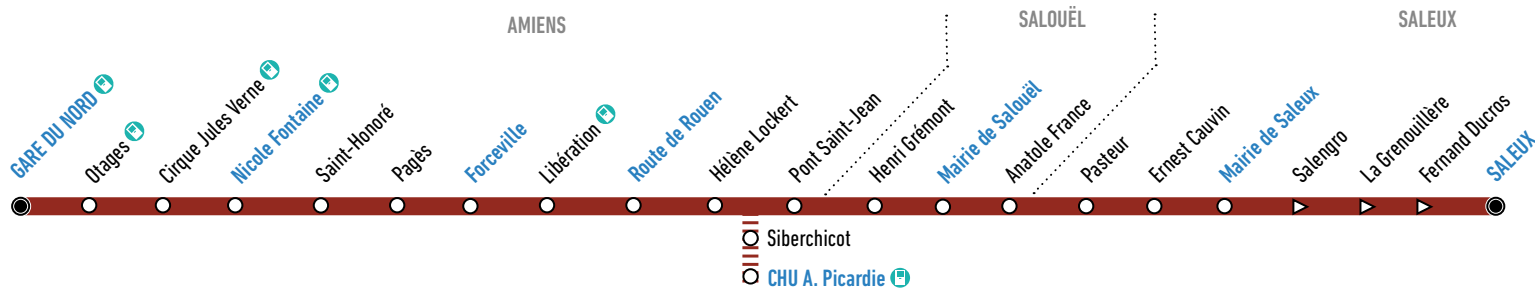 AMIENS
SALOUËL
SALEUX
GARE DU NORD
Otages
Cirque Jules Verne
Nicole Fontaine
Saint-Honoré
Pagès
Forceville
Libération
Route de Rouen
Hélène Lockert
Pont Saint-Jean
Henri Grémont
Mairie de Salouël
Anatole France
Pasteur
Ernest Cauvin
Mairie de Saleux
Salengro
La Grenouillère
Fernand Ducros
SALEUX
Siberchicot
CHU A. Picardie